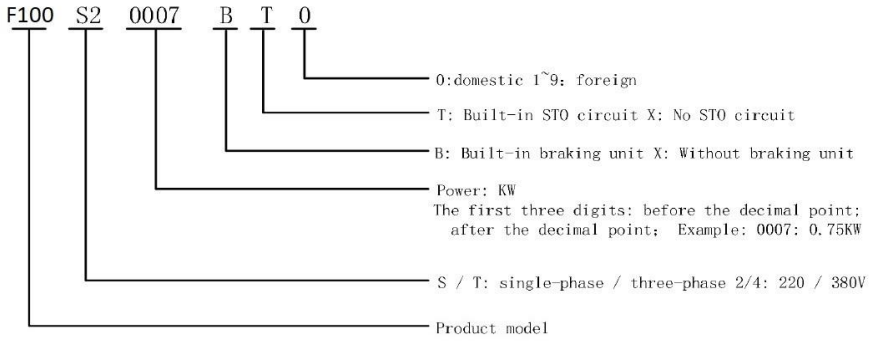 F100 S2 0007 B T 0
0:domestic 1~9: foreign
T: Built-in STO circuit X: No STO circuit
B: Built-in braking unit X: Without braking unit
Power: KW
The first three digits: before the decimal point;
after the decimal point; Example: 0007: 0.75KW
S / T: single-phase / three-phase 2/4: 220 / 380V
Product model